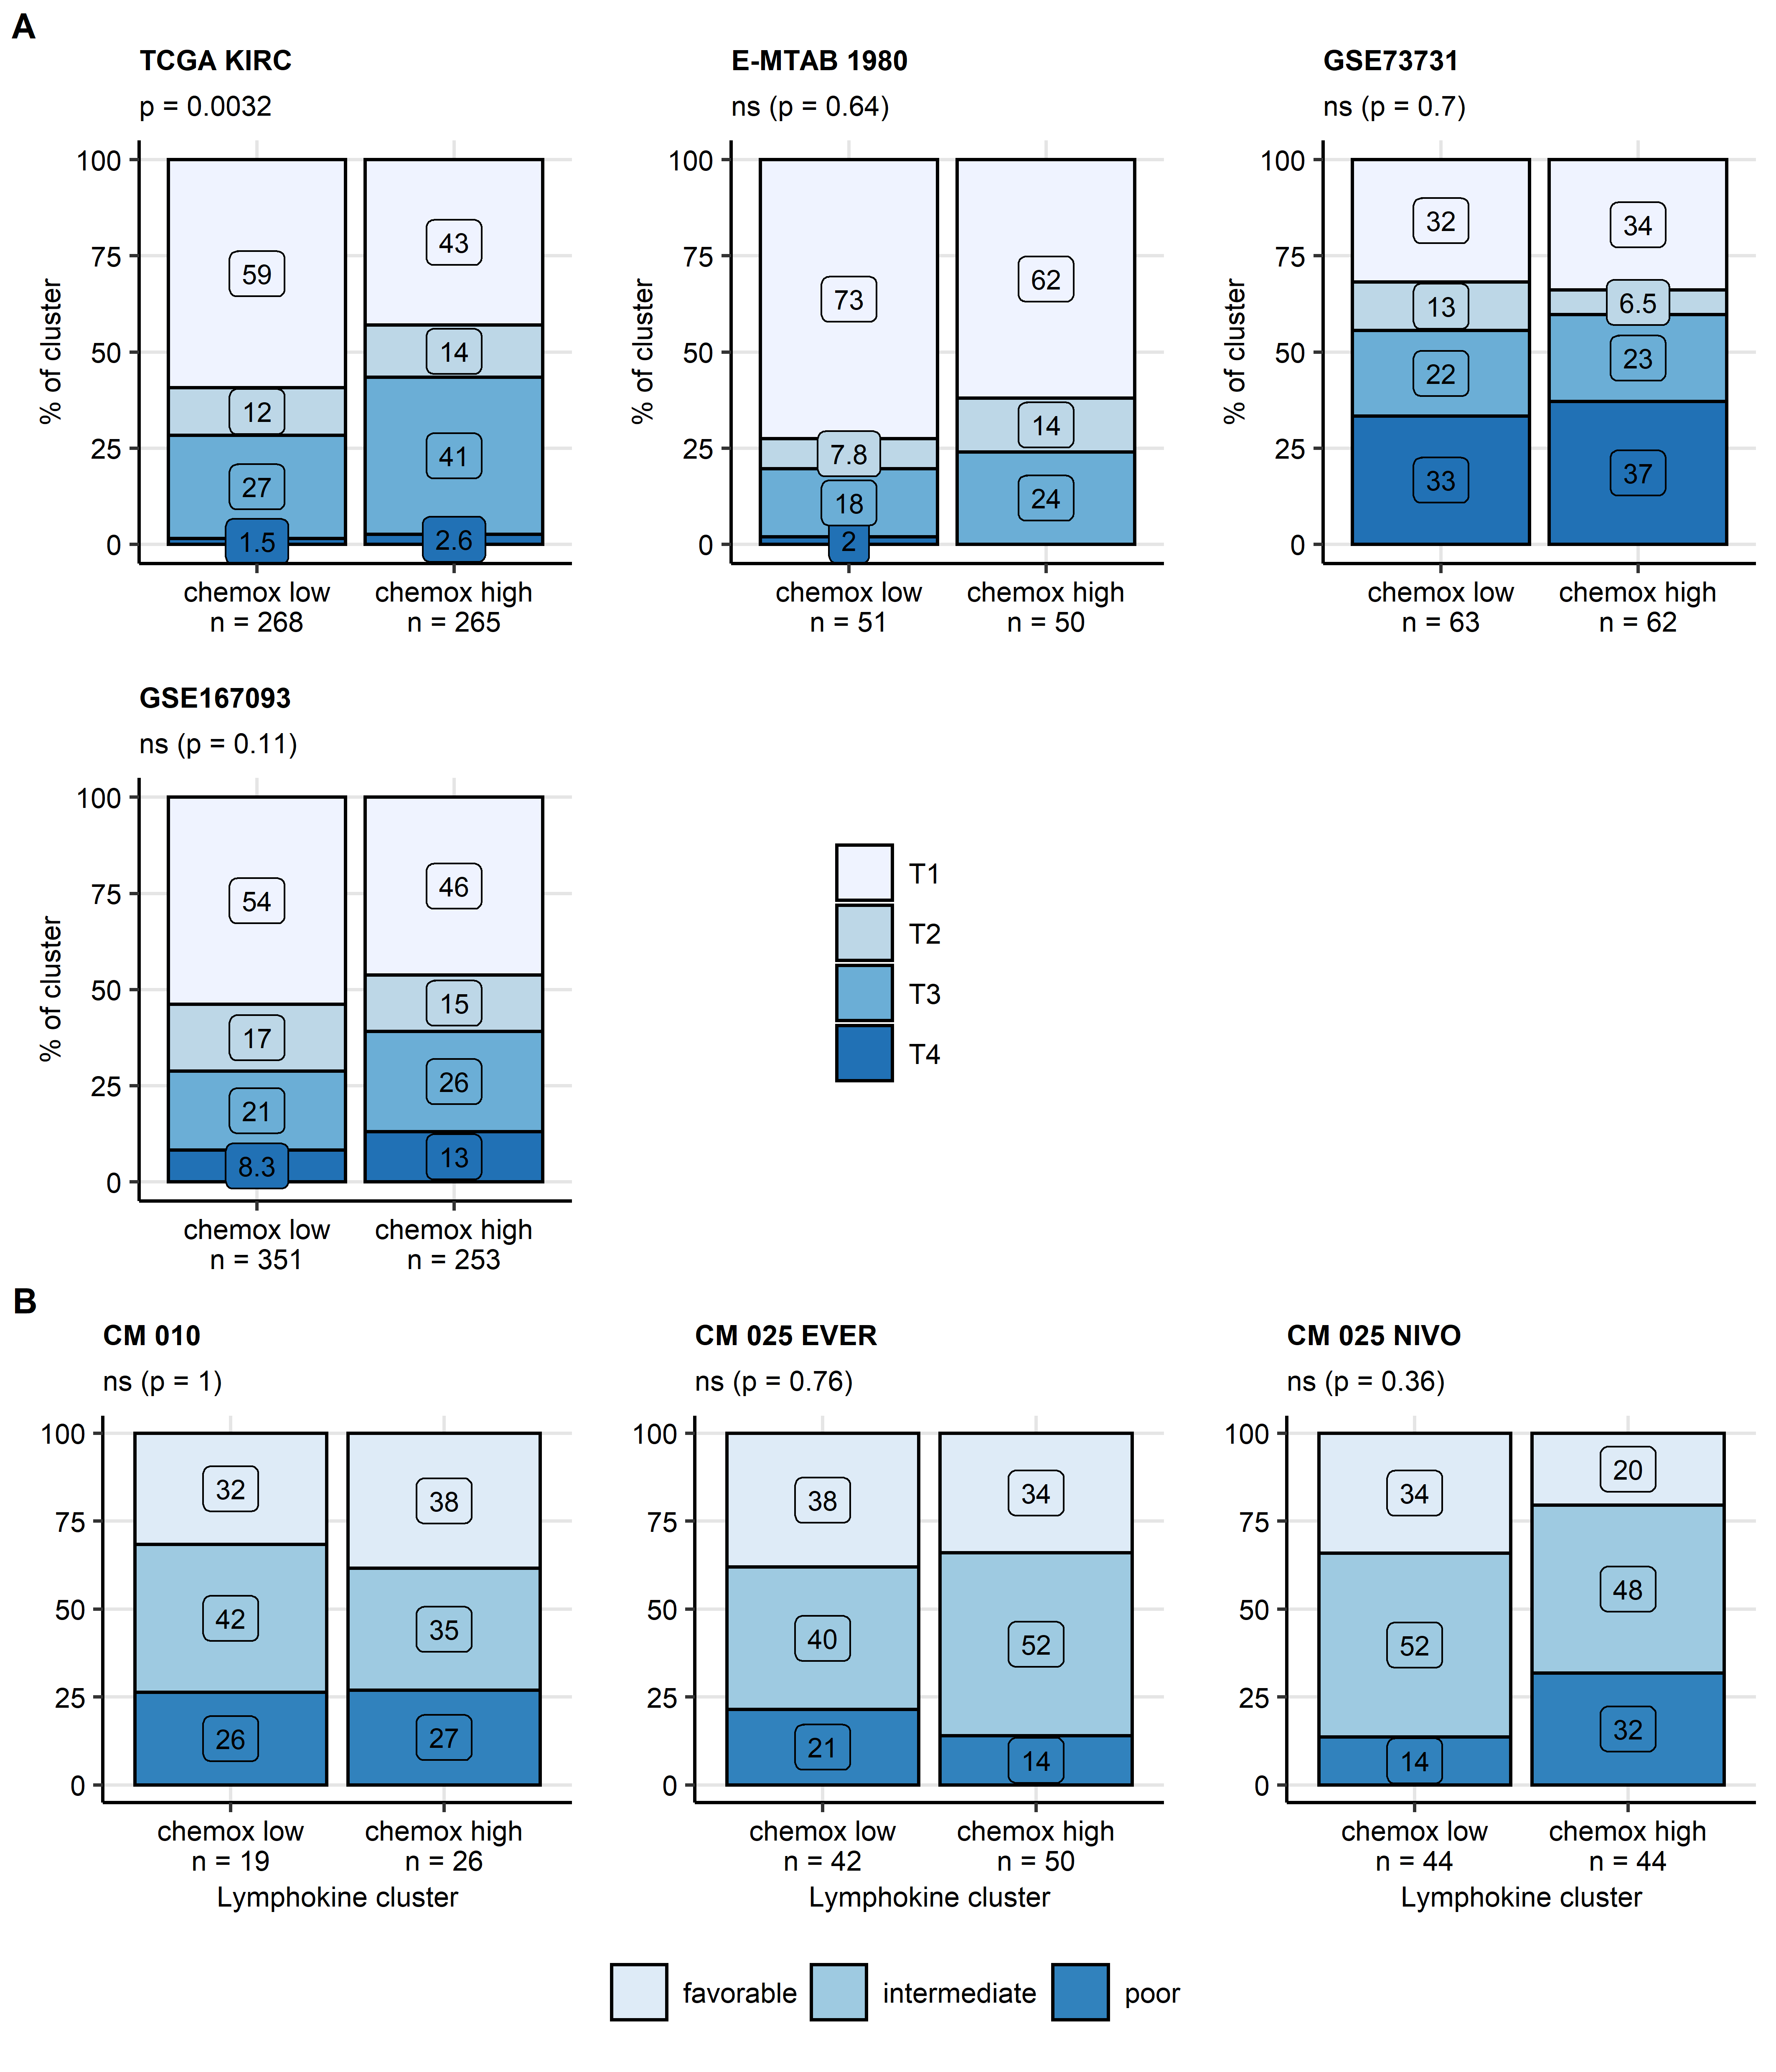 A
TCGA KIRC
p = 0.0032
% of cluster
100
75
50
25
0
59
12
27
1.5
43
14
41
2.6
chemox low
n = 268
chemox high
n = 265
E-MTAB 1980
ns (p = 0.64)
% of cluster
100
75
50
25
0
73
7.8
18
2
62
14
24
chemox low
n = 51
chemox high
n = 50
GSE73731
ns (p = 0.7)
% of cluster
100
75
50
25
0
32
13
22
33
34
6.5
23
37
chemox low
n = 63
chemox high
n = 62
GSE167093
ns (p = 0.11)
% of cluster
100
75
50
25
0
54
17
21
8.3
46
15
26
13
chemox low
n = 351
chemox high
n = 253
T1
T2
T3
T4
B
CM 010
ns (p = 1)
100
75
50
25
0
32
42
26
38
35
27
chemox low
n = 19
chemox high
n = 26
Lymphokine cluster
CM 025 EVER
ns (p = 0.76)
100
75
50
25
0
38
40
21
34
52
14
chemox low
n = 42
chemox high
n = 50
Lymphokine cluster
CM 025 NIVO
ns (p = 0.36)
100
75
50
25
0
34
52
14
20
48
32
chemox low
n = 44
chemox high
n = 44
Lymphokine cluster
favorable
intermediate
poor